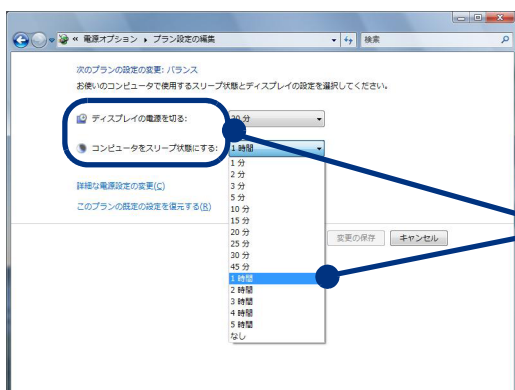 « 電源オプション ▸ プラン設定の編集
検索
次のプランの設定の変更: バランス
お使いのコンピュータで使用するスリープ状態とディスプレイの設定を選択してください。
ディスプレイの電源を切る:
コンピュータをスリープ状態にする: 1 時間
1 分
2 分
3 分
5 分
10 分
15 分
20 分
25 分
30 分
45 分
1 時間
2 時間
3 時間
4 時間
5 時間
なし
詳細な電源設定の変更(C)
このプランの既定の設定を復元する(R)
変更の保存 キャンセル